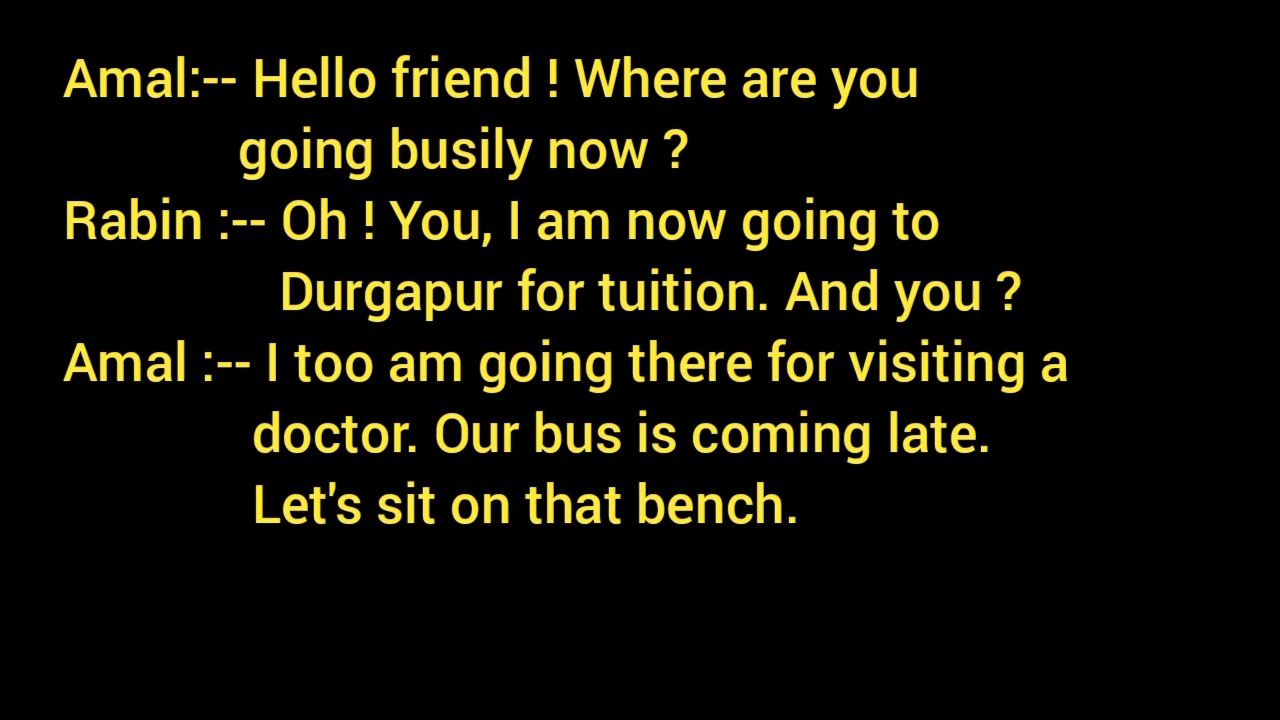 Amal:-- Hello friend ! Where are you
going busily now ?
Rabin :-- Oh ! You, I am now going to
Durgapur for tuition. And you ?
Amal :-- I too am going there for visiting a
doctor. Our bus is coming late.
Let's sit on that bench.